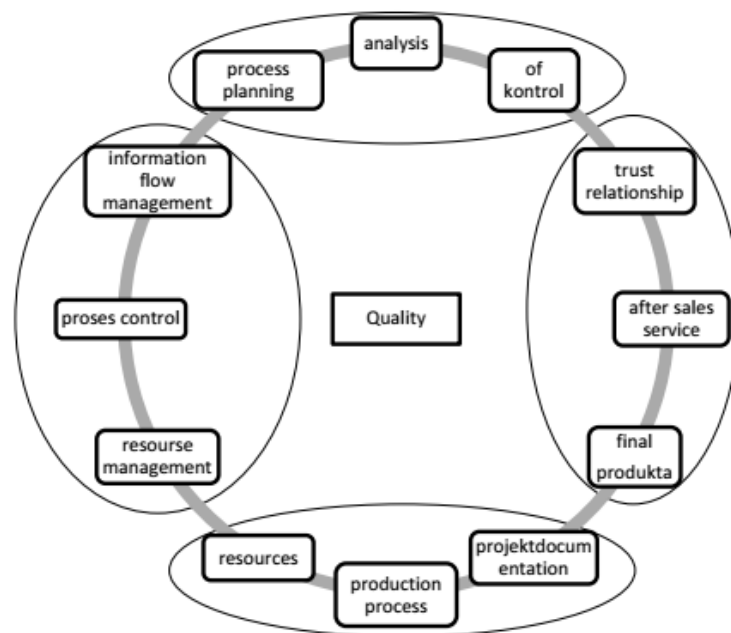 analysis
process
planning
of
kontrol
information
flow
management
trust
relationship
proses control
Quality
after sales
service
resourse
management
final
produkta
resources
production
process
projektdocum
entation